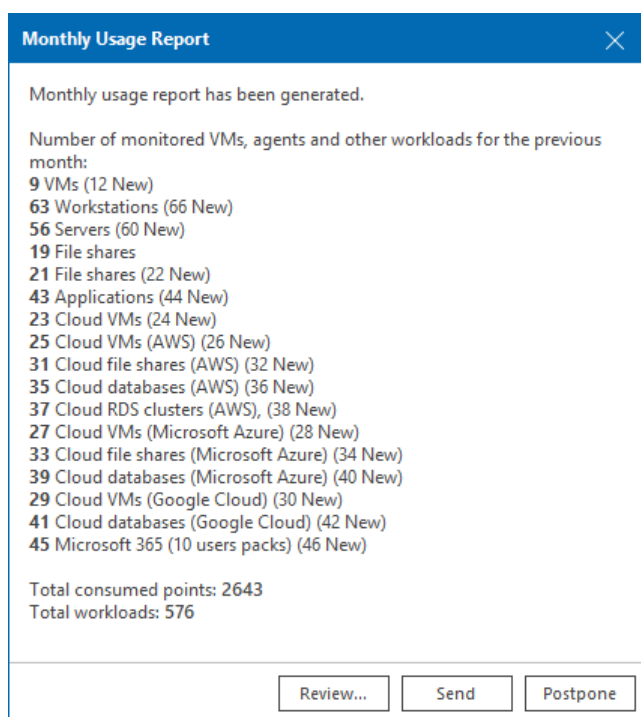 Monthly Usage Report
Monthly usage report has been generated.
Number of monitored VMs, agents and other workloads for the previous
month:
9 VMs (12 New)
63 Workstations (66 New)
56 Servers (60 New)
19 File shares
21 File shares (22 New)
43 Applications (44 New)
23 Cloud VMs (24 New)
25 Cloud VMs (AWS) (26 New)
31 Cloud file shares (AWS) (32 New)
35 Cloud databases (AWS) (36 New)
37 Cloud RDS clusters (AWS), (38 New)
27 Cloud VMs (Microsoft Azure) (28 New)
33 Cloud file shares (Microsoft Azure) (34 New)
39 Cloud databases (Microsoft Azure) (40 New)
29 Cloud VMs (Google Cloud) (30 New)
41 Cloud databases (Google Cloud) (42 New)
45 Microsoft 365 (10 users packs) (46 New)
Total consumed points: 2643
Total workloads: 576
Review... Send Postpone